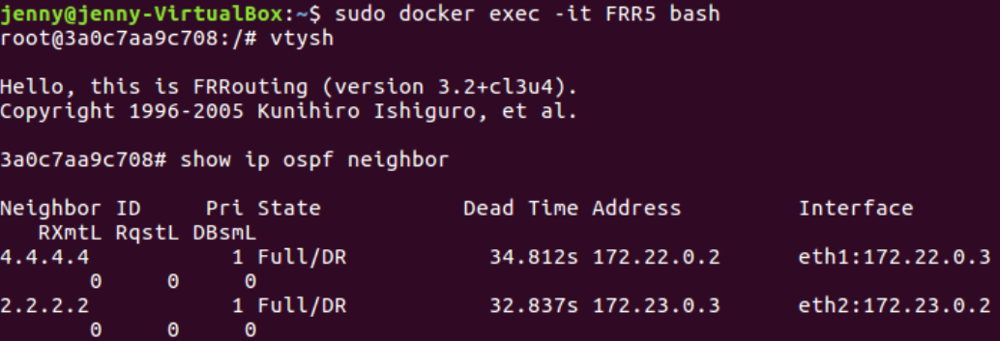 jenny@jenny-VirtualBox:~$ sudo docker exec -it FRR5 bash
root@3a0c7aa9c708:/# vtysh
Hello, this is FRRouting (version 3.2+cl3u4).
Copyright 1996-2005 Kunihiro Ishiguro, et al.
3a0c7aa9c708# show ip ospf neighbor
Neighbor ID     Pri State           Dead Time Address         Interface
   RXmtL RqstL DBsmL
4.4.4.4           1 Full/DR           34.812s 172.22.0.2      eth1:172.22.0.3
       0     0     0
2.2.2.2           1 Full/DR           32.837s 172.23.0.3      eth2:172.23.0.2
       0     0     0